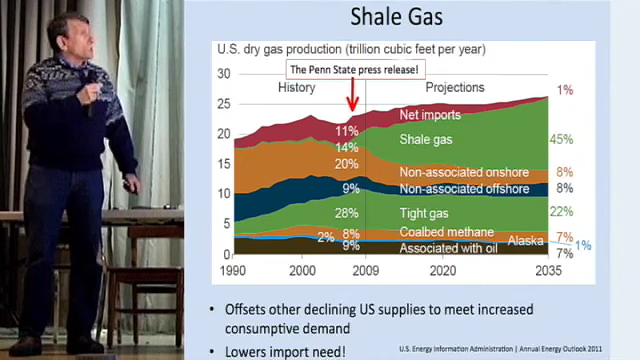 Shale Gas
U.S. dry gas production (trillion cubic feet per year)
30
The Penn State press release!
History
Projections
25
1%
Net imports
11%
20
Shale gas
14%
45%
20%
15
Non-associated onshore
8%
10
9%
Non-associated offshore
8%
5
28%
Tight gas
22%
2%
8%
Coalbed methane
Alaska
7%
1%
9%
Associated with oil
7%
0
1990
2000
2009
2020
2035
• Offsets other declining US supplies to meet increased
consumptive demand
• Lowers import need!
U.S. Energy Information Administration | Annual Energy Outlook 2011